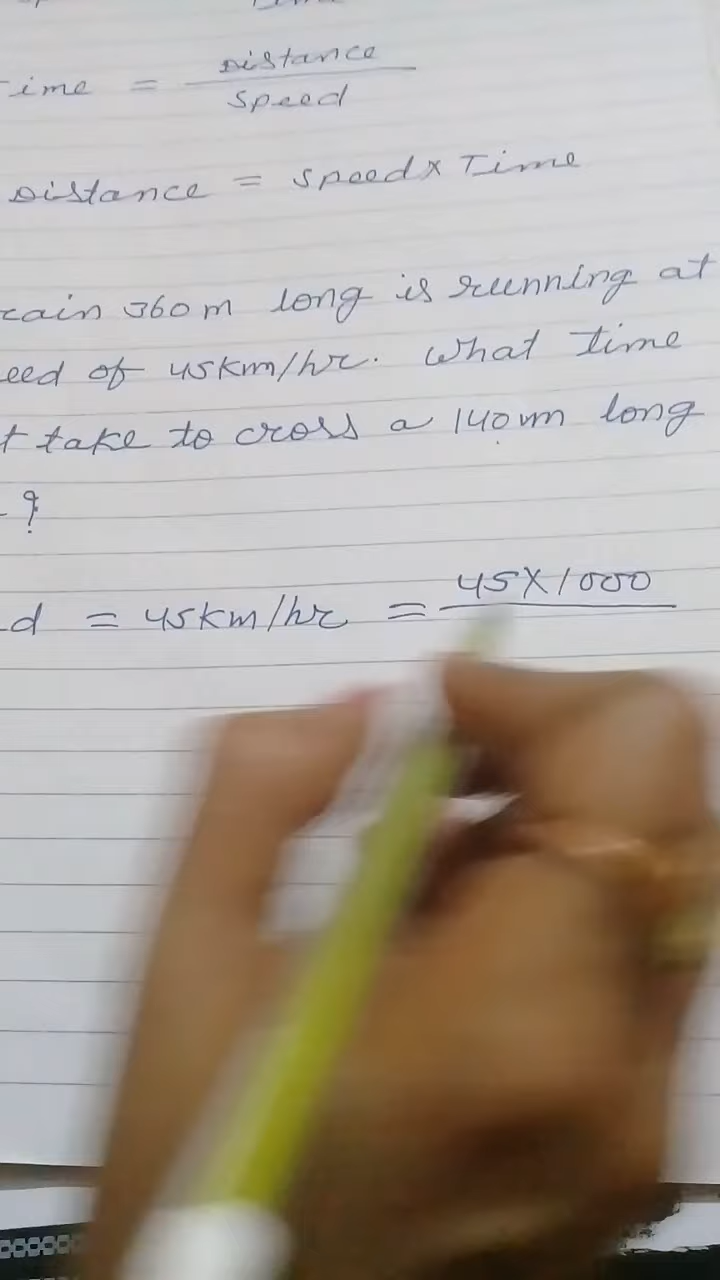 ime = Distance
Speed
Distance = Speed x Time
rain 360m long is running at
eed of 45km/hr. What time
t take to cross a 140m long
?
d = 45km/hr = 45x1000